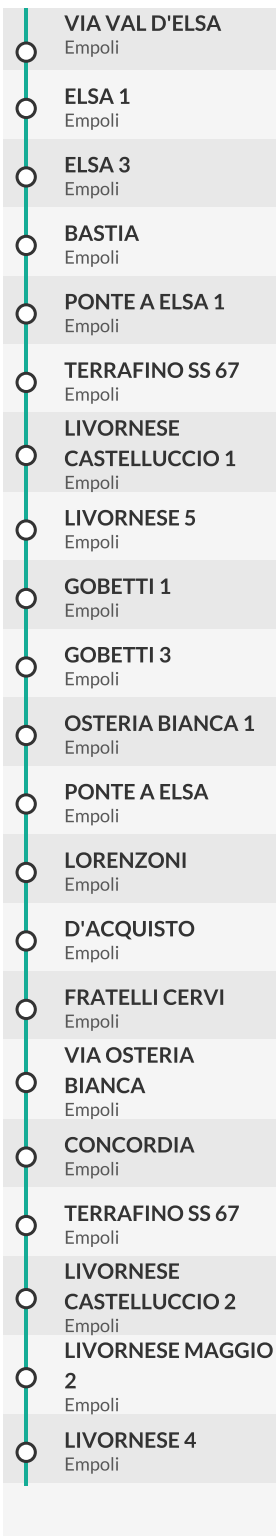 VIA VAL D'ELSA
Empoli
ELSA 1
Empoli
ELSA 3
Empoli
BASTIA
Empoli
PONTE A ELSA 1
Empoli
TERRAFINO SS 67
Empoli
LIVORNESE
CASTELLUCCIO 1
Empoli
LIVORNESE 5
Empoli
GOBETTI 1
Empoli
GOBETTI 3
Empoli
OSTERIA BIANCA 1
Empoli
PONTE A ELSA
Empoli
LORENZONI
Empoli
D'ACQUISTO
Empoli
FRATELLI CERVI
Empoli
VIA OSTERIA
BIANCA
Empoli
CONCORDIA
Empoli
TERRAFINO SS 67
Empoli
LIVORNESE
CASTELLUCCIO 2
Empoli
LIVORNESE MAGGIO
2
Empoli
LIVORNESE 4
Empoli